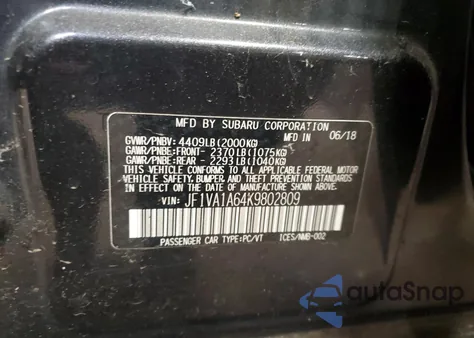 MFD BY SUBARU CORPORATION
GVWR/PNBV: 4409LB(2000KG) IN 06/18
GAWR/PNBE:FRONT- 2370LB(1075KG)
GAWR/PNBE:REAR - 2293LB(1040KG)
THIS VEHICLE CONFORMS TO ALL APPLICABLE
FEDERAL MOTOR VEHICLE SAFETY, BUMPER,
AND THEFT PREVENTION STANDARDS IN EFFECT
ON THE DATE OF MANUFACTURE SHOWN ABOVE.
VIN: JF1VA1A64K9802809
PASSENGER CAR TYPE:PC/VT ICES/NMB-002
autoSnap